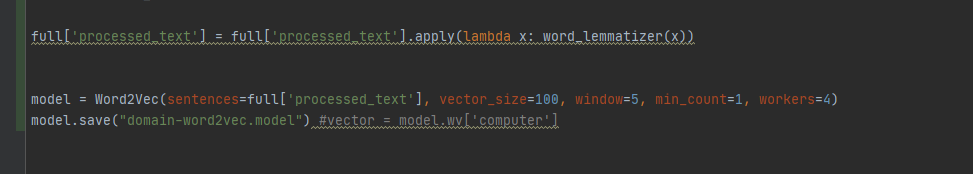 full['processed_text'] = full['processed_text'].apply(lambda x: word_lemmatizer(x))
model = Word2Vec(sentences=full['processed_text'], vector_size=100, window=5, min_count=1, workers=4)
model.save("domain-word2vec.model") #vector = model.wv['computer']